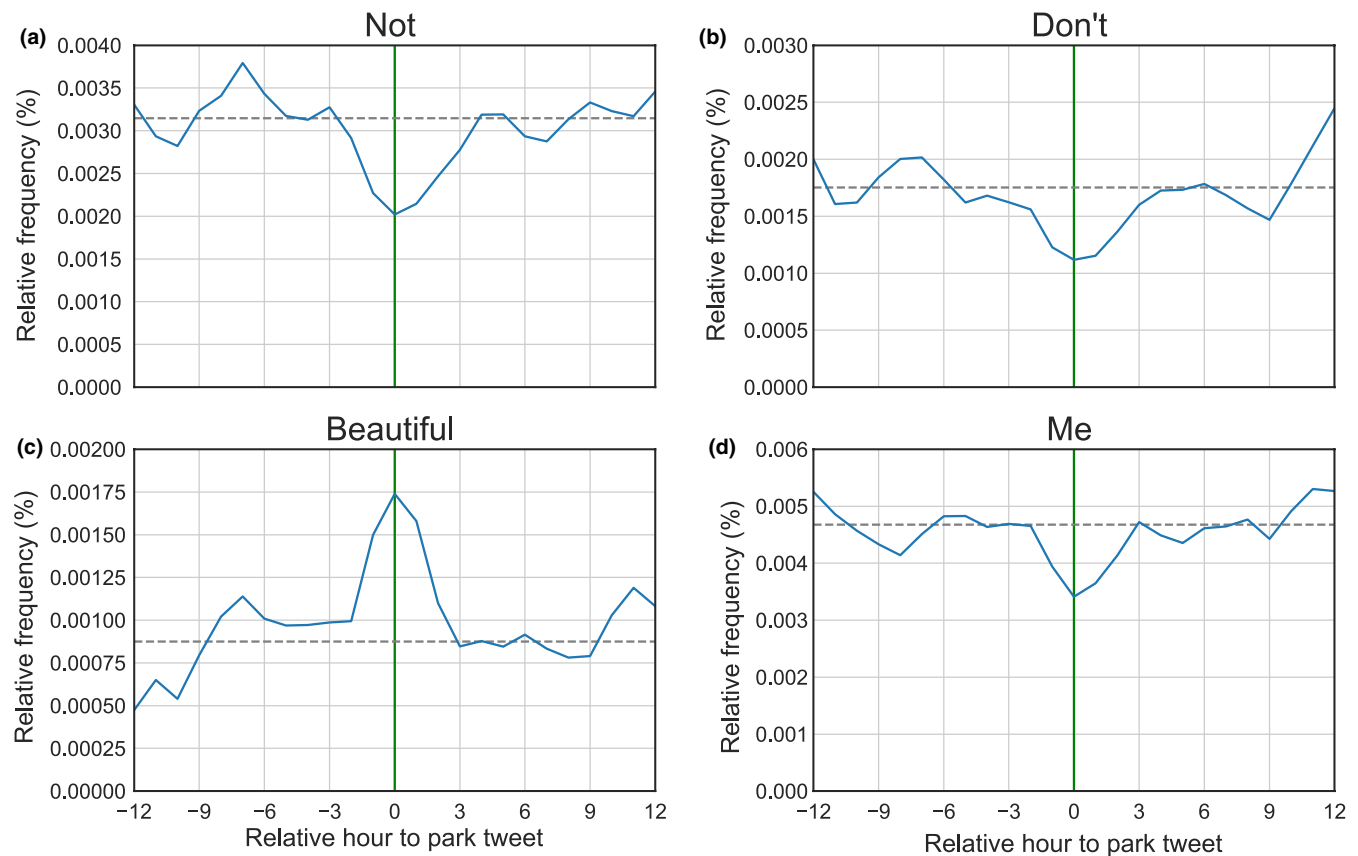 (a) Not
0.0040
0.0035
0.0030
0.0025
0.0020
0.0015
0.0010
0.0005
0.0000
Relative frequency (%)
(b) Don't
0.0030
0.0025
0.0020
0.0015
0.0010
0.0005
0.0000
Relative frequency (%)
(c) Beautiful
0.00200
0.00175
0.00150
0.00125
0.00100
0.00075
0.00050
0.00025
0.00000
Relative frequency (%)
−12 −9 −6 −3 0 3 6 9 12
Relative hour to park tweet
(d) Me
0.006
0.005
0.004
0.003
0.002
0.001
0.000
Relative frequency (%)
−12 −9 −6 −3 0 3 6 9 12
Relative hour to park tweet